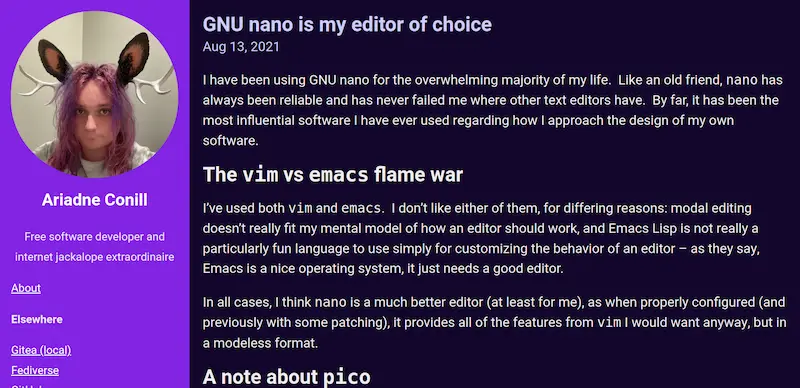 Ariadne Conill
Free software developer and
internet jackalope extraordinaire
About
Elsewhere
Gitea (local)
Fediverse
GNU nano is my editor of choice
Aug 13, 2021
I have been using GNU nano for the overwhelming majority of my life.  Like an old friend, nano has
always been reliable and has never failed me where other text editors have.  By far, it has been the
most influential software I have ever used regarding how I approach the design of my own
software.
The vim vs emacs flame war
I’ve used both vim and emacs.  I don’t like either of them, for differing reasons: modal editing
doesn’t really fit my mental model of how an editor should work, and Emacs Lisp is not really a
particularly fun language to use simply for customizing the behavior of an editor – as they say,
Emacs is a nice operating system, it just needs a good editor.
In all cases, I think nano is a much better editor (at least for me), as when properly configured (and
previously with some patching), it provides all of the features from vim I would want anyway, but in
a modeless format.
A note about pico